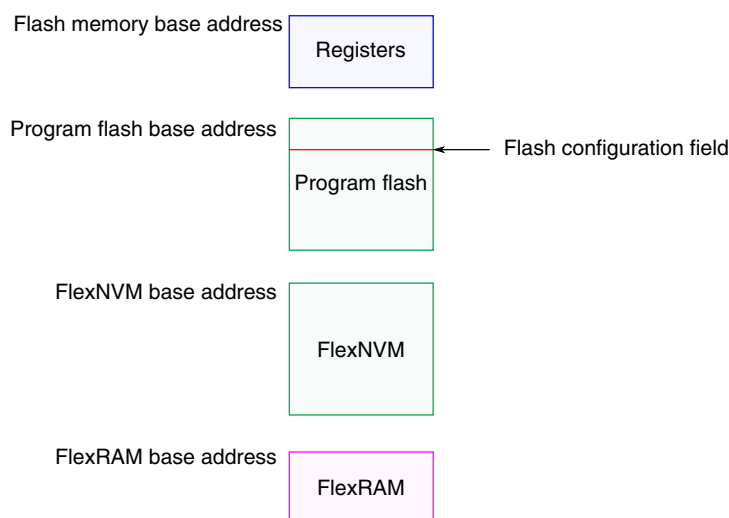 Flash memory base address
Registers
Program flash base address
Flash configuration field
Program flash
FlexNVM base address
FlexNVM
FlexRAM base address
FlexRAM